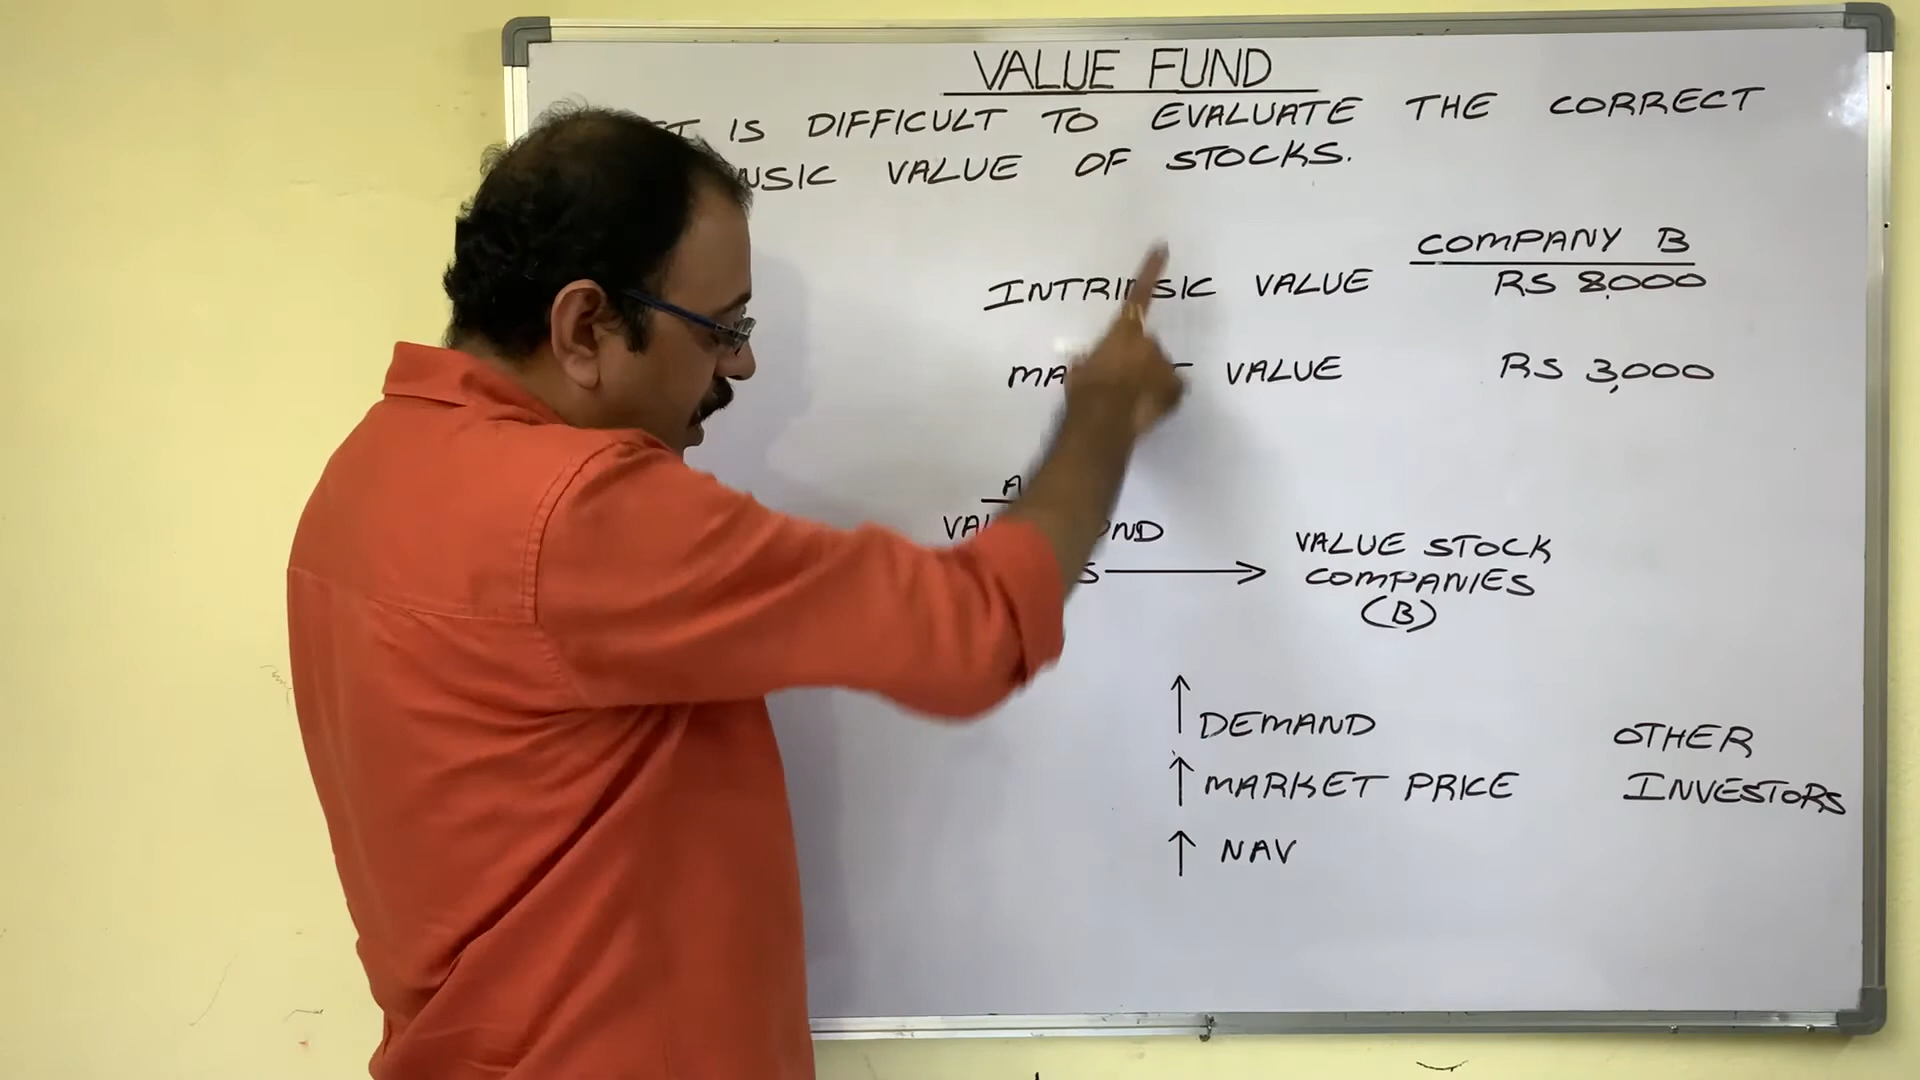 VALUE FUND
IS DIFFICULT TO EVALUATE THE CORRECT
VALUE OF STOCKS.
COMPANY B
INTRINSIC VALUE RS 8,000
VALUE RS 3,000
A
VALUE STOCK
COMPANIES
(B)
↑ DEMAND
↑ MARKET PRICE
↑ NAV
OTHER
INVESTORS